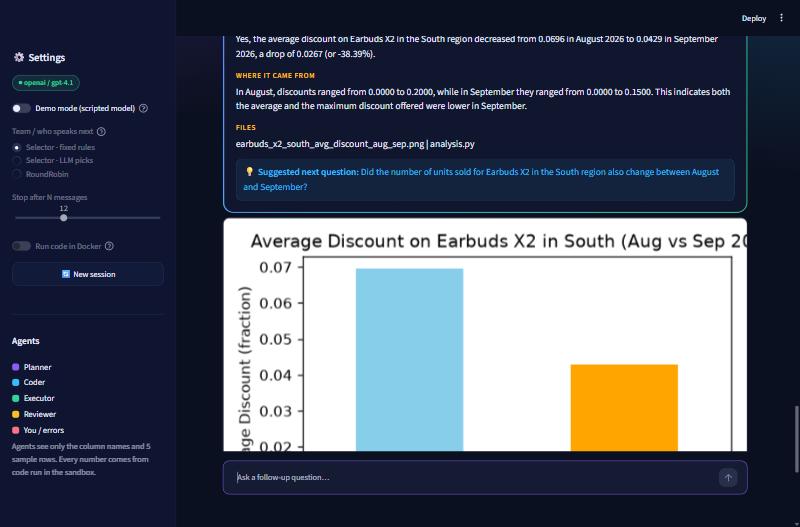 Deploy
Settings
openai / gpt-4.1
Demo mode (scripted model)
Team / who speaks next
Selector - fixed rules
Selector - LLM picks
RoundRobin
Stop after N messages
12
Run code in Docker
New session
Agents
Planner
Coder
Executor
Reviewer
You / errors
Agents see only the column names and 5
sample rows. Every number comes from
code run in the sandbox.
Yes, the average discount on Earbuds X2 in the South region decreased from 0.0696 in August 2026 to 0.0429 in September
2026, a drop of 0.0267 (or -38.39%).
WHERE IT CAME FROM
In August, discounts ranged from 0.0000 to 0.2000, while in September they ranged from 0.0000 to 0.1500. This indicates both
the average and the maximum discount offered were lower in September.
FILES
earbuds_x2_south_avg_discount_aug_sep.png | analysis.py
Suggested next question: Did the number of units sold for Earbuds X2 in the South region also change between August
and September?
Average Discount on Earbuds X2 in South (Aug vs Sep 20
0.07
0.06
0.05
0.04
0.03
0.02
age Discount (fraction)
Ask a follow-up question...